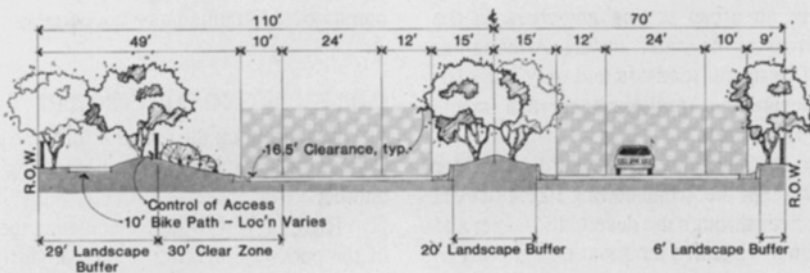 110' ℄ 70'
49' 10' 24' 12' 15' 15' 12' 24' 10' 9'
16.5' Clearance, typ.
R.O.W.
R.O.W.
Control of Access
10' Bike Path – Loc'n Varies
29' Landscape
Buffer
30' Clear Zone
20' Landscape Buffer
6' Landscape Buffer